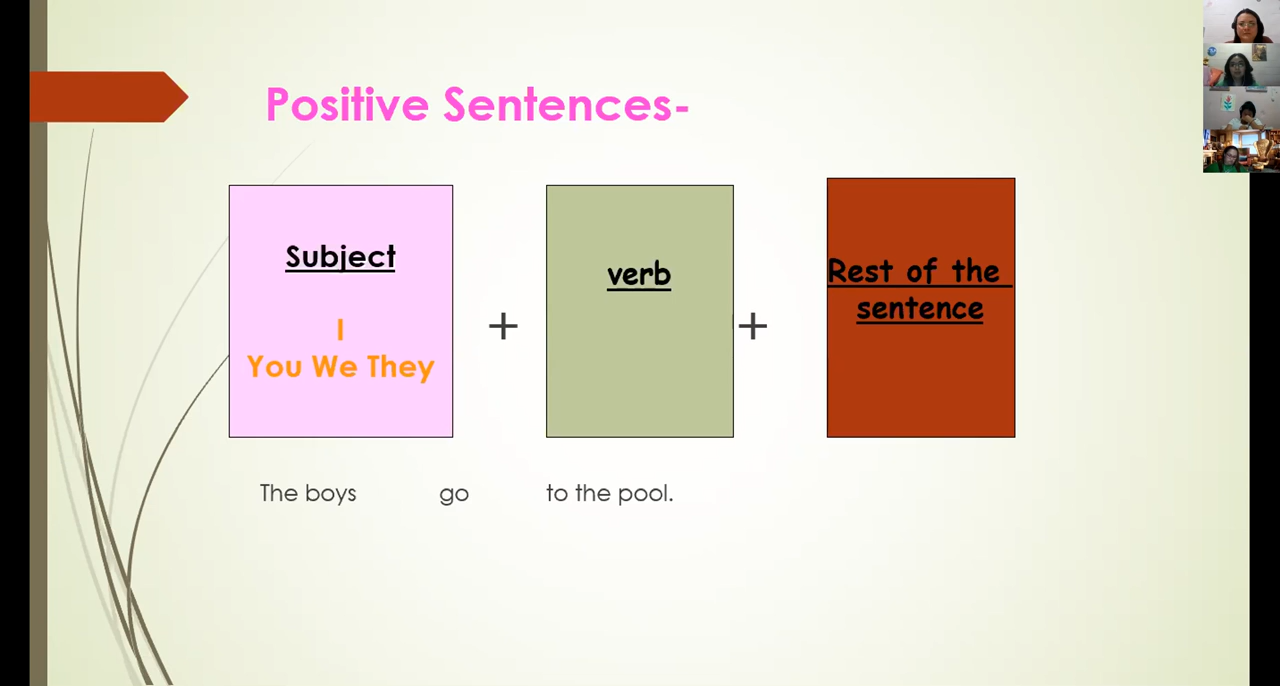 Positive Sentences-
Subject
I
You We They
+
verb
+
Rest of the
sentence
The boys go to the pool.